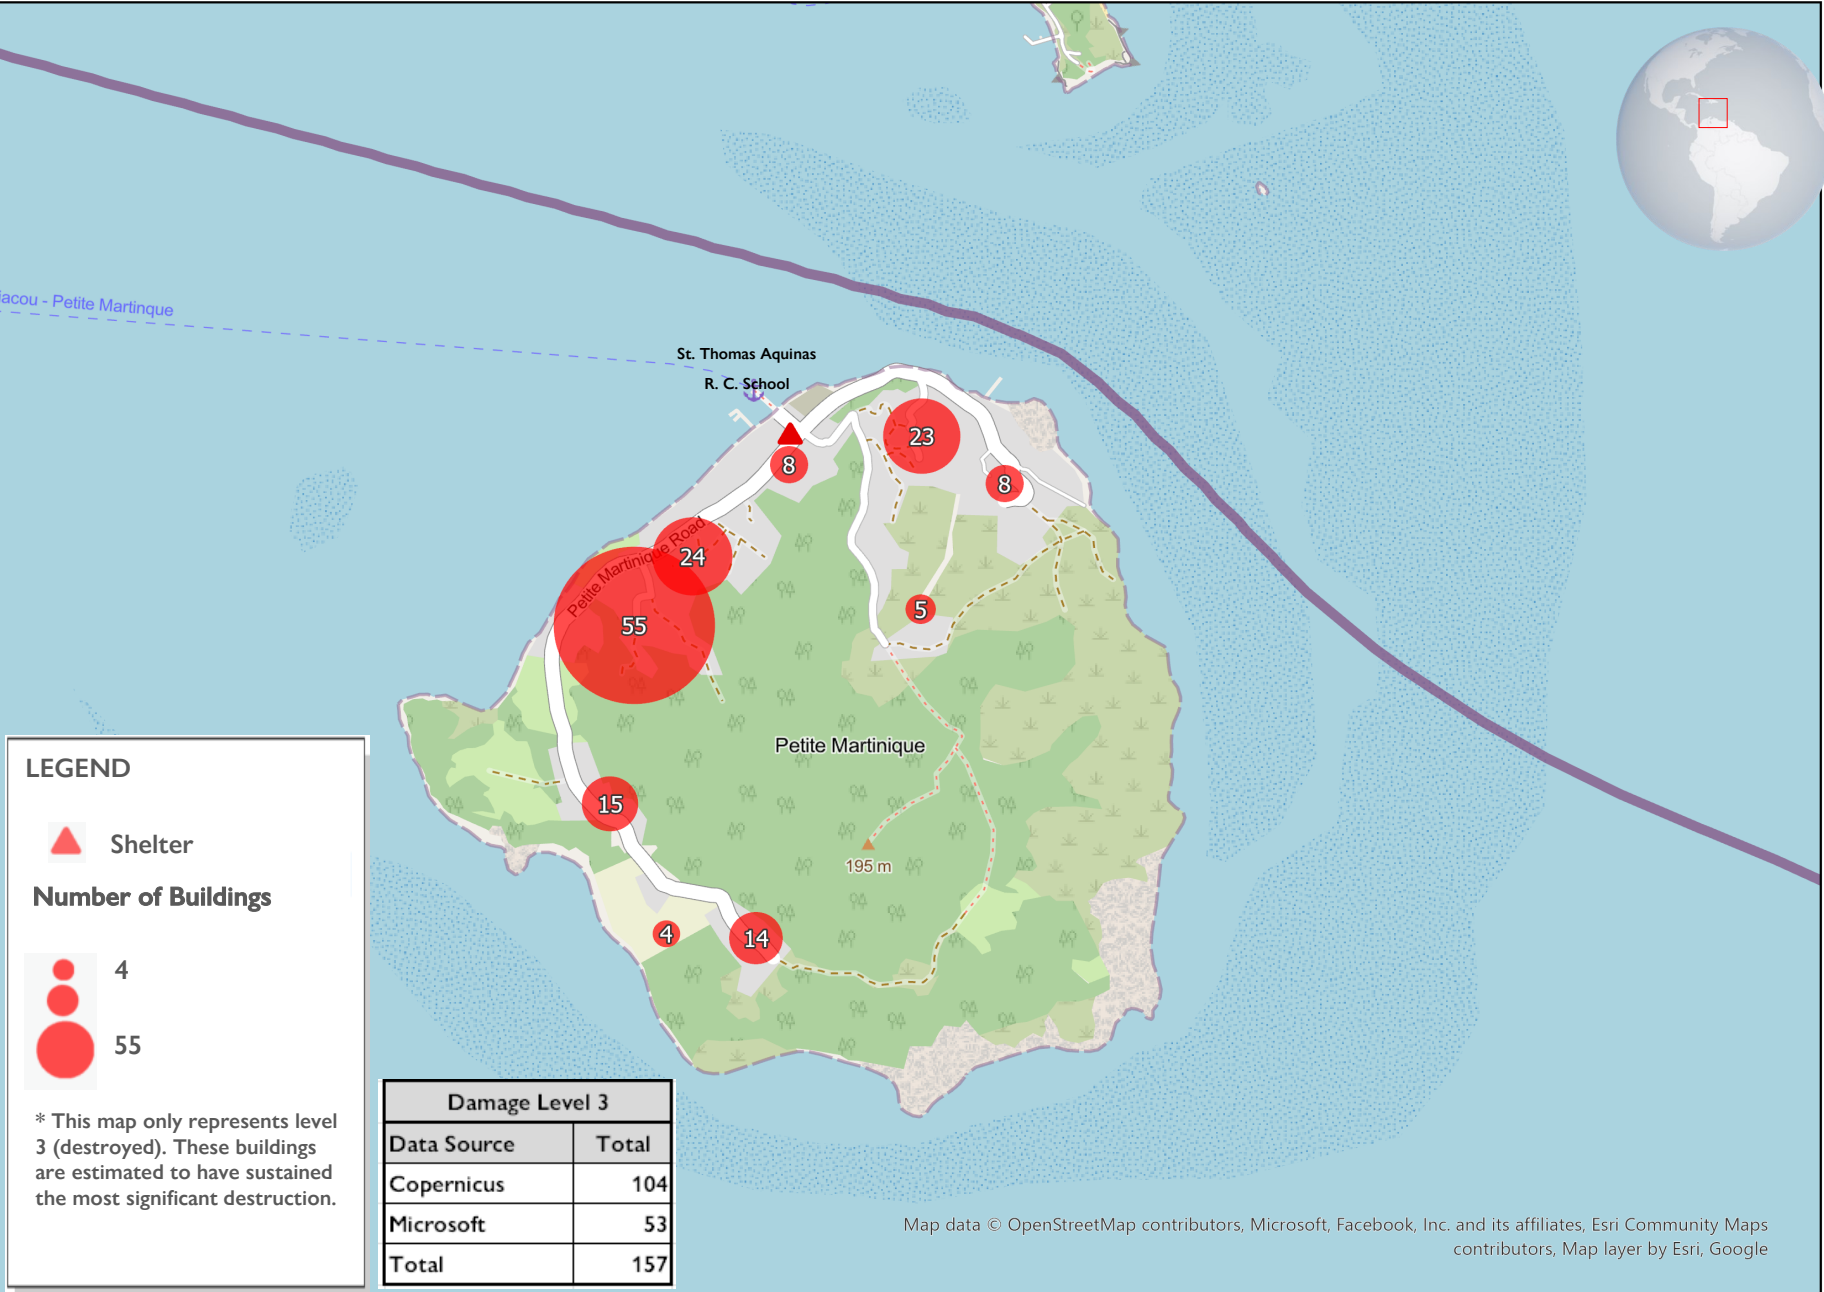 iacou - Petite Martinque
St. Thomas Aquinas
R. C. School
23
8
8
Petite Martinique Road
24
55
5
Petite Martinique
15
195 m
4
14
LEGEND
Shelter
Number of Buildings
4
55
* This map only represents level
3 (destroyed). These buildings
are estimated to have sustained
the most significant destruction.
Damage Level 3
Data Source Total
Copernicus 104
Microsoft 53
Total 157
Map data © OpenStreetMap contributors, Microsoft, Facebook, Inc. and its affiliates, Esri Community Maps
contributors, Map layer by Esri, Google